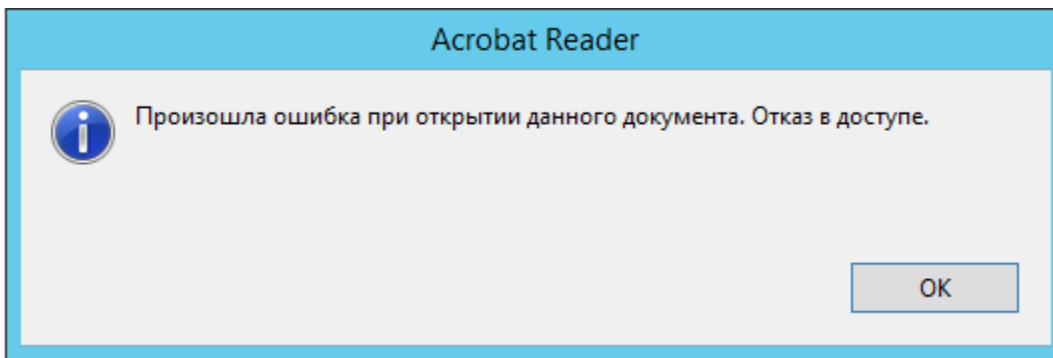 Acrobat Reader
Произошла ошибка при открытии данного документа. Отказ в доступе.
OK